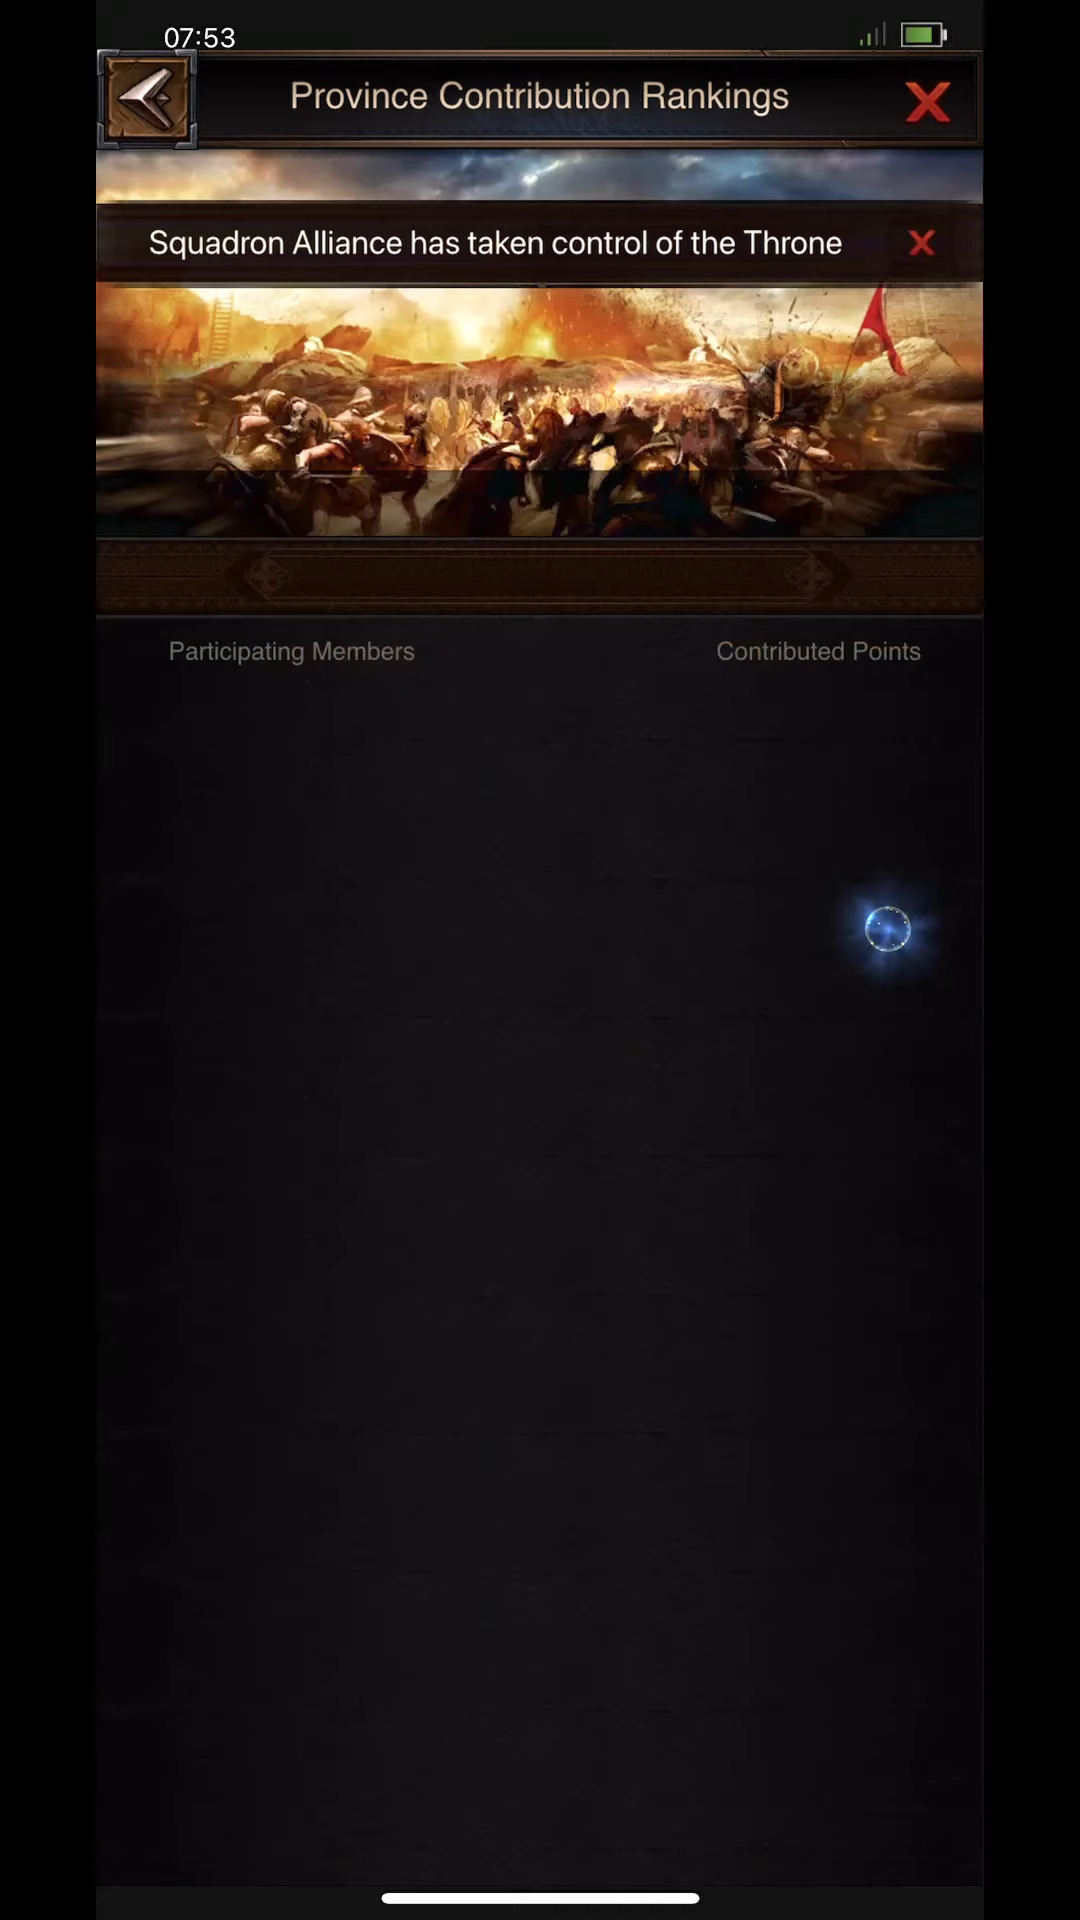 07:53
Province Contribution Rankings
Squadron Alliance has taken control of the Throne
Participating Members
Contributed Points